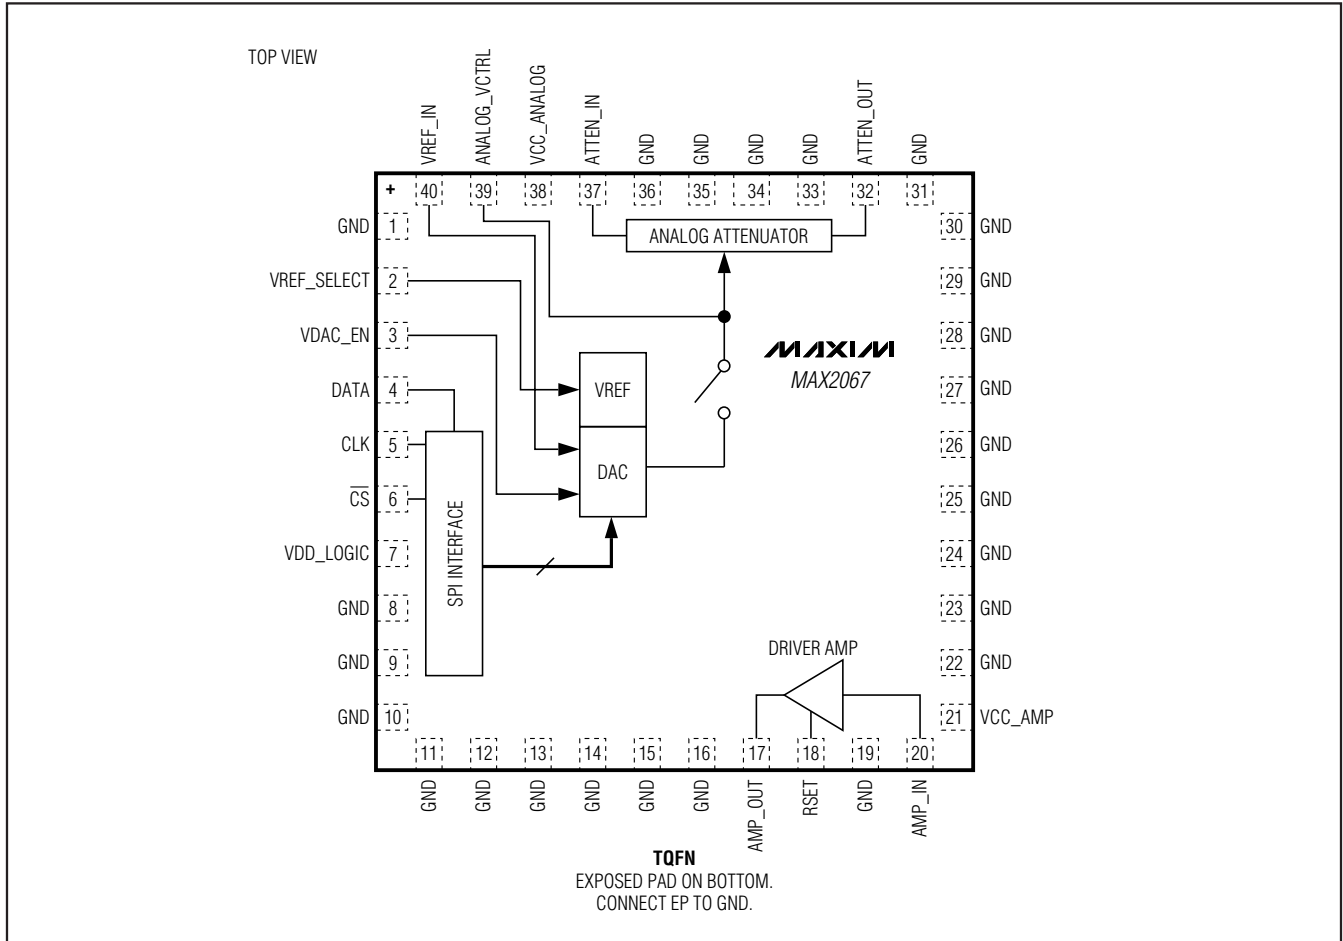 TOP VIEW
VREF_IN
ANALOG_VCTRL
VCC_ANALOG
ATTEN_IN
GND
GND
GND
GND
ATTEN_OUT
GND
+ 40 39 38 37 36 35 34 33 32 31
GND 1
VREF_SELECT 2
VDAC_EN 3
DATA 4
CLK 5
C̅S̅ 6
VDD_LOGIC 7
GND 8
GND 9
GND 10
ANALOG ATTENUATOR
VREF
DAC
SPI INTERFACE
MAXIM
MAX2067
DRIVER AMP
30 GND
29 GND
28 GND
27 GND
26 GND
25 GND
24 GND
23 GND
22 GND
21 VCC_AMP
11 12 13 14 15 16 17 18 19 20
GND
GND
GND
GND
GND
GND
AMP_OUT
RSET
GND
AMP_IN
TQFN
EXPOSED PAD ON BOTTOM.
CONNECT EP TO GND.